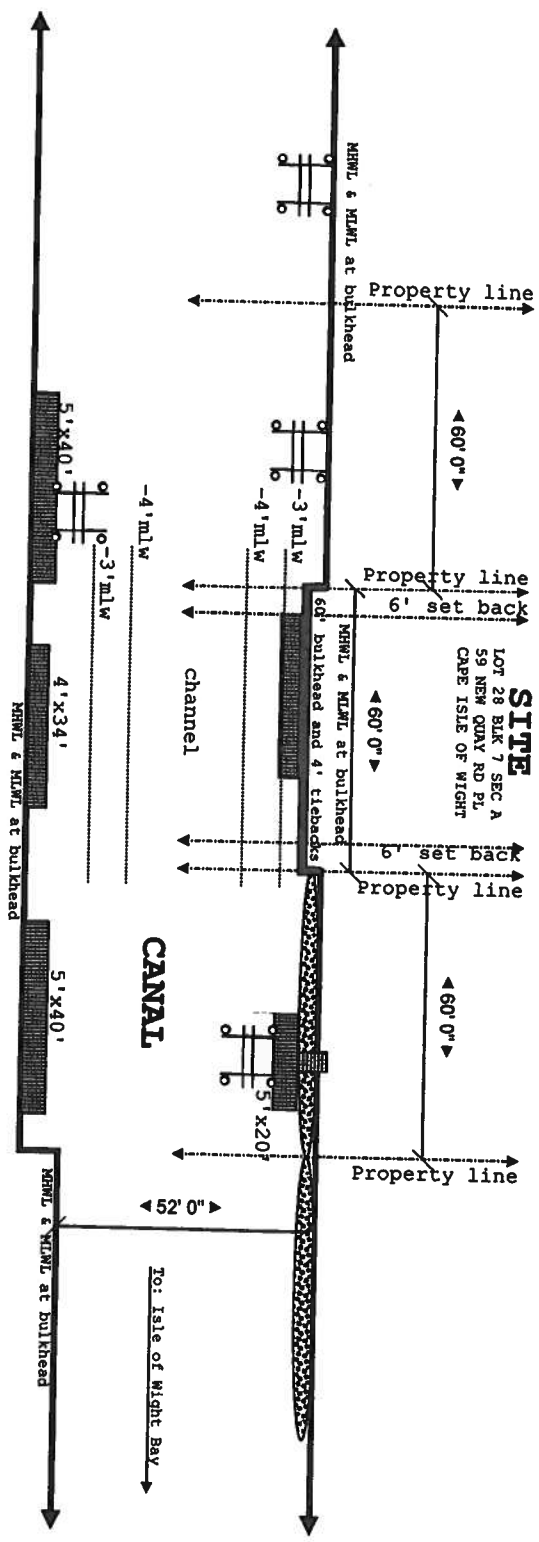 MHWL & MLWL at bulkhead
Property line
60' 0"
Property line
6' set back
SITE
LOT 28 BLK 7 SEC A
59 NEW QUAY RD PL
CAPE ISLE OF WIGHT
60' 0"
MHWL & MLWL at bulkhead
60' bulkhead and 4' tiebacks
6' set back
Property line
60' 0"
Property line
-3'mlw
-4'mlw
channel
CANAL
5'x20'
52' 0"
To: Isle of Wight Bay
-4'mlw
-3'mlw
5'x40'
4'x34'
MHWL & MLWL at bulkhead
5'x40'
MHWL & MLWL at bulkhead